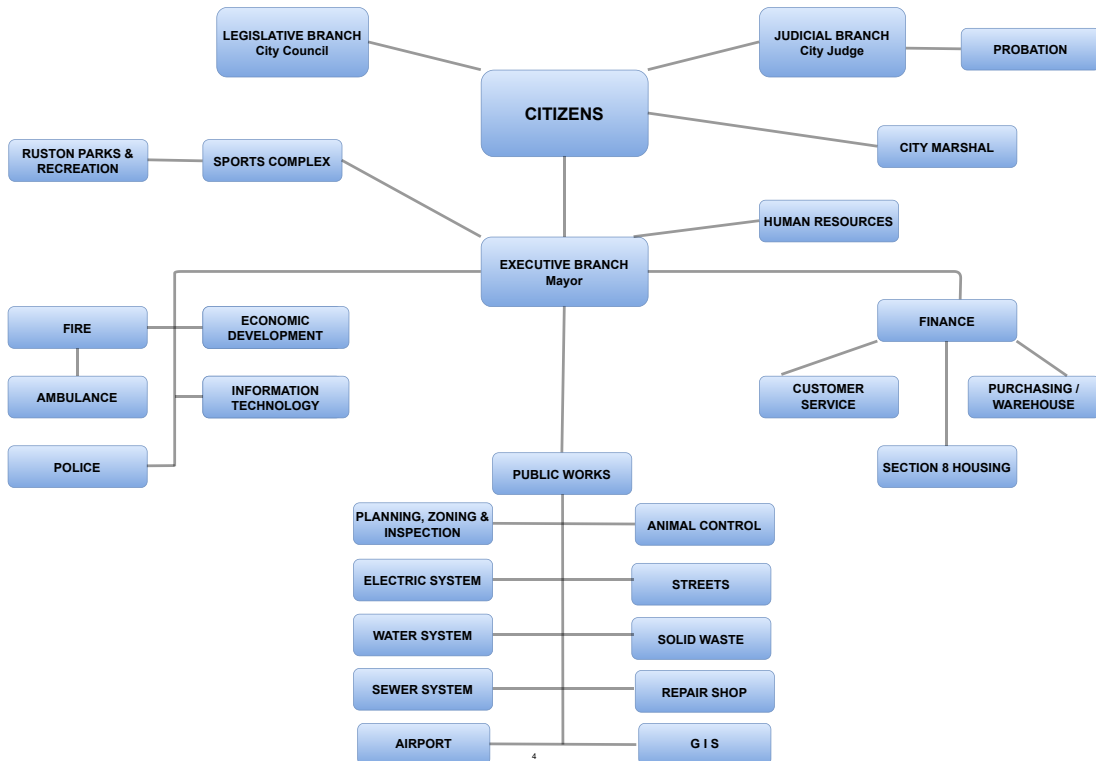 LEGISLATIVE BRANCH
City Council
JUDICIAL BRANCH
City Judge
PROBATION
CITIZENS
CITY MARSHAL
RUSTON PARKS &
RECREATION
SPORTS COMPLEX
HUMAN RESOURCES
EXECUTIVE BRANCH
Mayor
FIRE
ECONOMIC
DEVELOPMENT
FINANCE
AMBULANCE
INFORMATION
TECHNOLOGY
CUSTOMER
SERVICE
PURCHASING /
WAREHOUSE
POLICE
SECTION 8 HOUSING
PUBLIC WORKS
PLANNING, ZONING &
INSPECTION
ANIMAL CONTROL
ELECTRIC SYSTEM
STREETS
WATER SYSTEM
SOLID WASTE
SEWER SYSTEM
REPAIR SHOP
AIRPORT
G I S
4